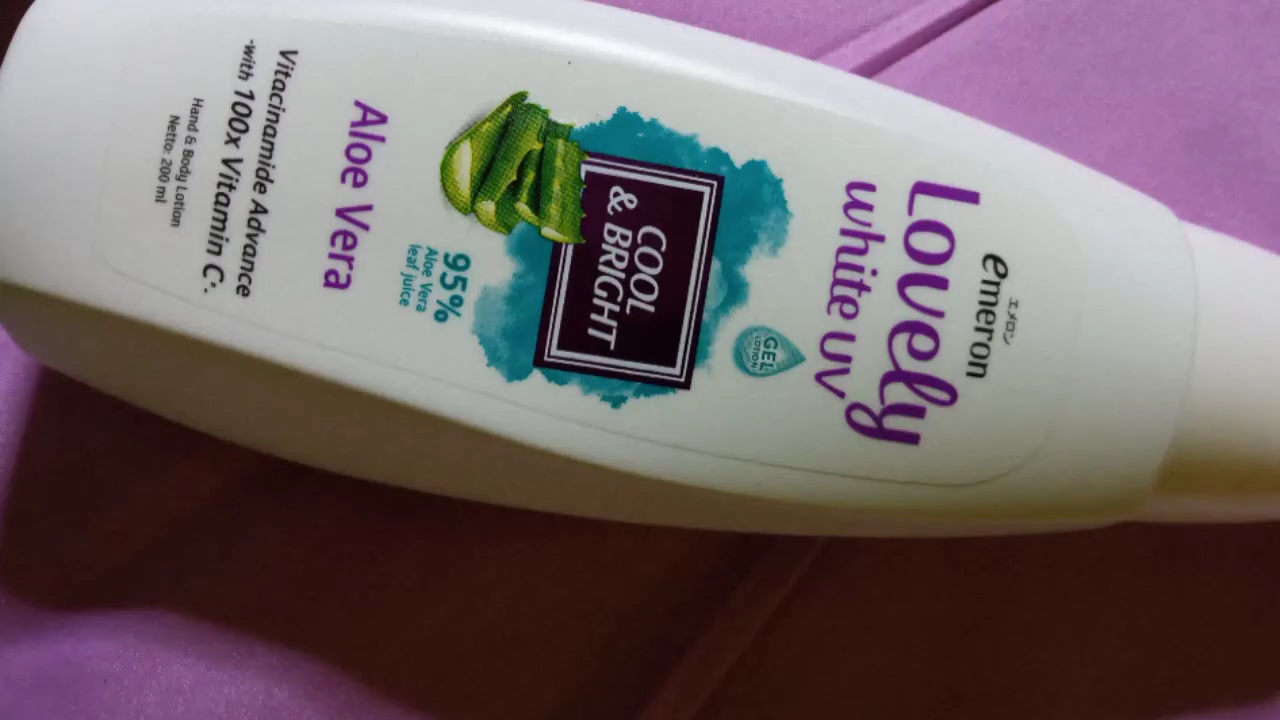 emeron
エメロン
Lovely
white UV
GEL
LOTION
COOL
& BRIGHT
95%
Aloe Vera
leaf juice
Aloe Vera
Vitacinamide Advance
-with 100x Vitamin C-.
Hand & Body Lotion
Netto: 200 ml